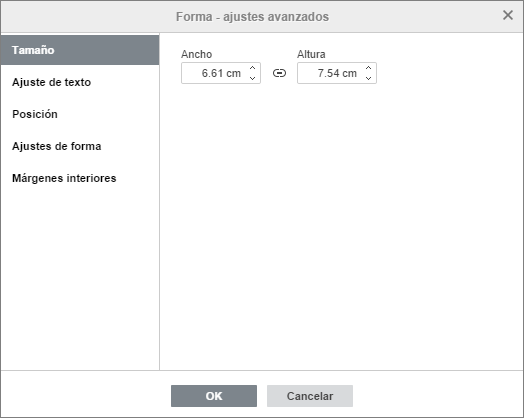 Forma - ajustes avanzados
Tamaño
Ajuste de texto
Posición
Ajustes de forma
Márgenes interiores
Ancho Altura
6.61 cm 7.54 cm
OK Cancelar